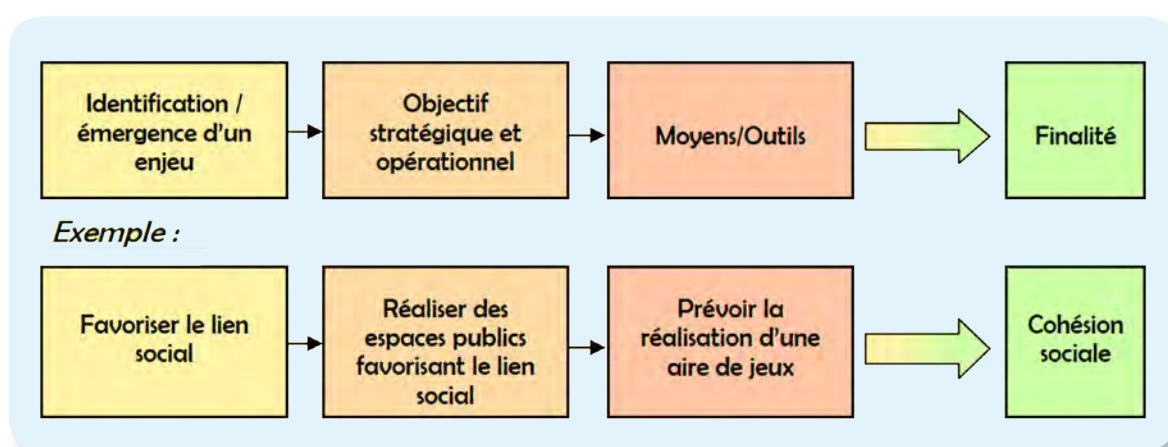 Identification /
émergence d'un
enjeu
Objectif
stratégique et
opérationnel
Moyens/Outils
Finalité
Exemple :
Favoriser le lien
social
Réaliser des
espaces publics
favorisant le lien
social
Prévoir la
réalisation d'une
aire de jeux
Cohésion
sociale